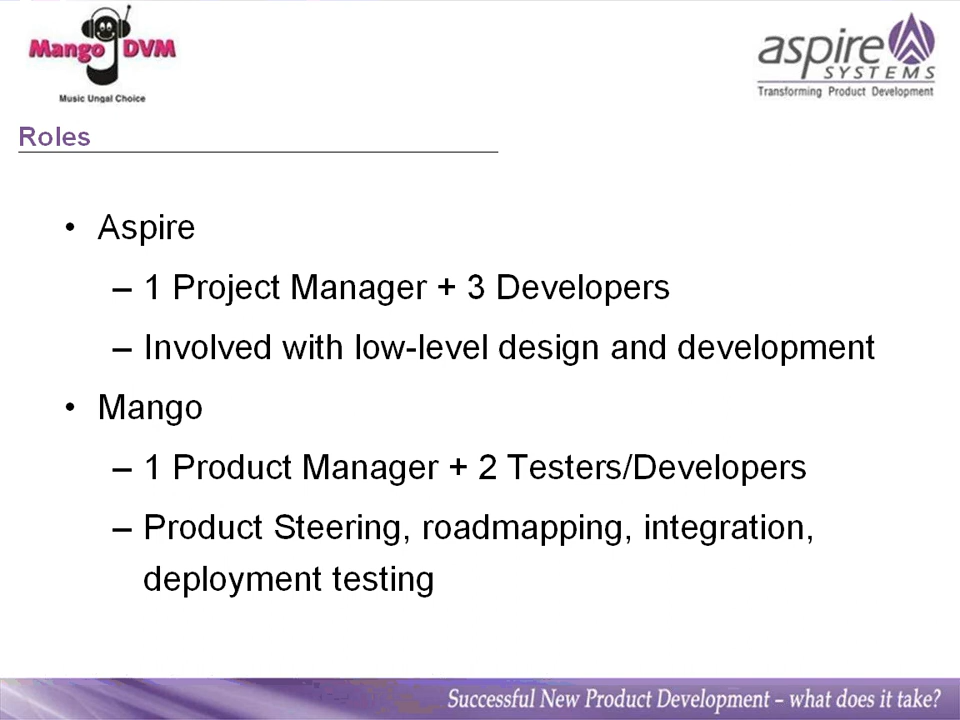 Mango DVM
Music Ungal Choice
aspire
SYSTEMS
Transforming Product Development
Roles
• Aspire
– 1 Project Manager + 3 Developers
– Involved with low-level design and development
• Mango
– 1 Product Manager + 2 Testers/Developers
– Product Steering, roadmapping, integration,
deployment testing
Successful New Product Development – what does it take?